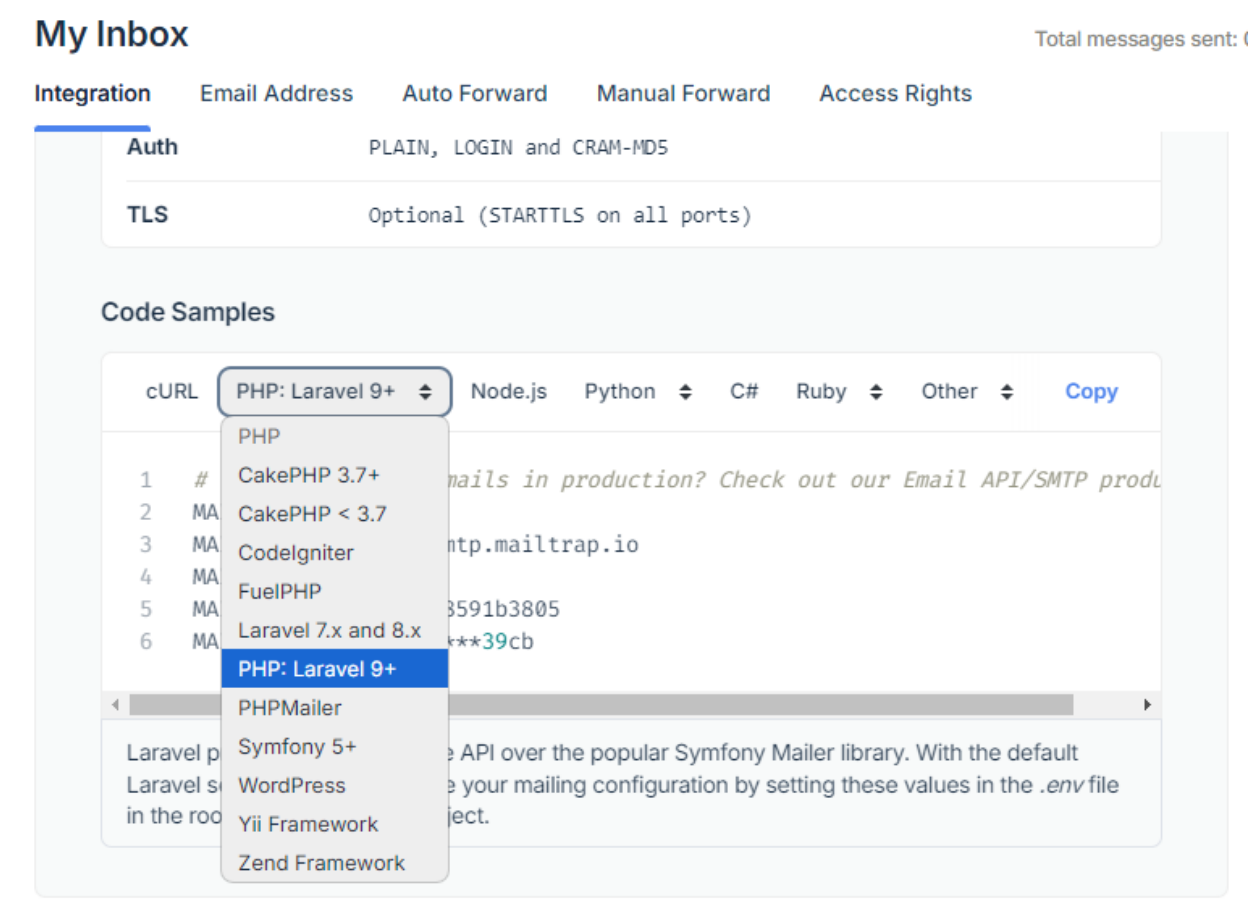 My Inbox
Total messages sent: 0
Integration Email Address Auto Forward Manual Forward Access Rights
Auth PLAIN, LOGIN and CRAM-MD5
TLS Optional (STARTTLS on all ports)
Code Samples
cURL PHP: Laravel 9+ Node.js Python C# Ruby Other Copy
PHP
CakePHP 3.7+
CakePHP < 3.7
CodeIgniter
FuelPHP
Laravel 7.x and 8.x
PHP: Laravel 9+
PHPMailer
Symfony 5+
WordPress
Yii Framework
Zend Framework
1 # mails in production? Check out our Email API/SMTP produ
2 MA
3 MA mtp.mailtrap.io
4 MA
5 MA 3591b3805
6 MA ***39cb
Laravel p e API over the popular Symfony Mailer library. With the default
Laravel s e your mailing configuration by setting these values in the .env file
in the roo ject.